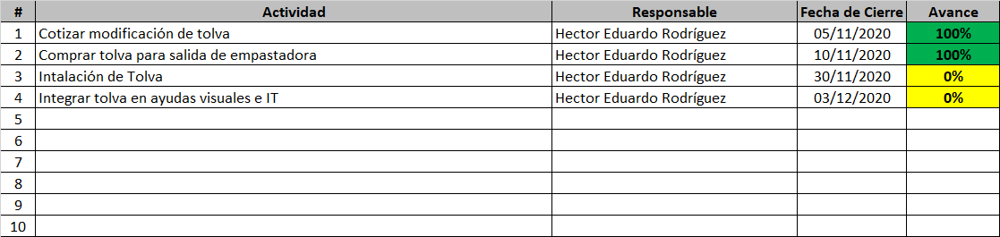 # Actividad Responsable Fecha de Cierre Avance
1 Cotizar modificación de tolva Hector Eduardo Rodríguez 05/11/2020 100%
2 Comprar tolva para salida de empastadora Hector Eduardo Rodríguez 10/11/2020 100%
3 Intalación de Tolva Hector Eduardo Rodríguez 30/11/2020 0%
4 Integrar tolva en ayudas visuales e IT Hector Eduardo Rodríguez 03/12/2020 0%
5
6
7
8
9
10